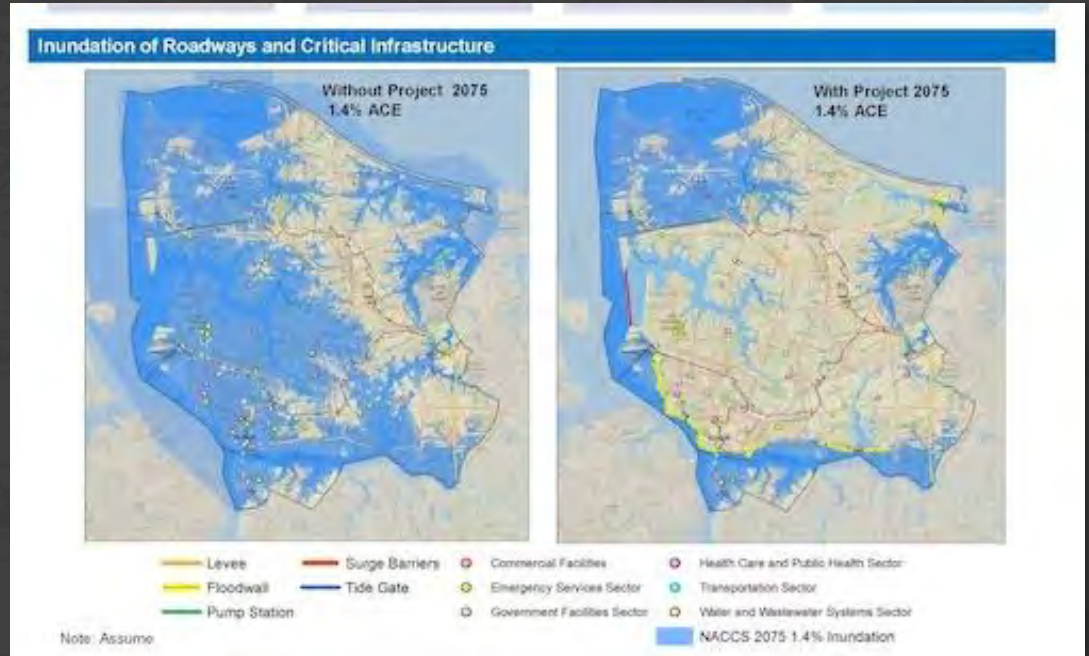 Inundation of Roadways and Critical Infrastructure
Without Project 2075
1.4% ACE
With Project 2075
1.4% ACE
Levee
Surge Barriers
Commercial Facilities
Health Care and Public Health Sector
Floodwall
Tide Gate
Emergency Services Sector
Transportation Sector
Pump Station
Government Facilities Sector
Water and Wastewater Systems Sector
Note: Assume
NACCS 2075 1.4% Inundation